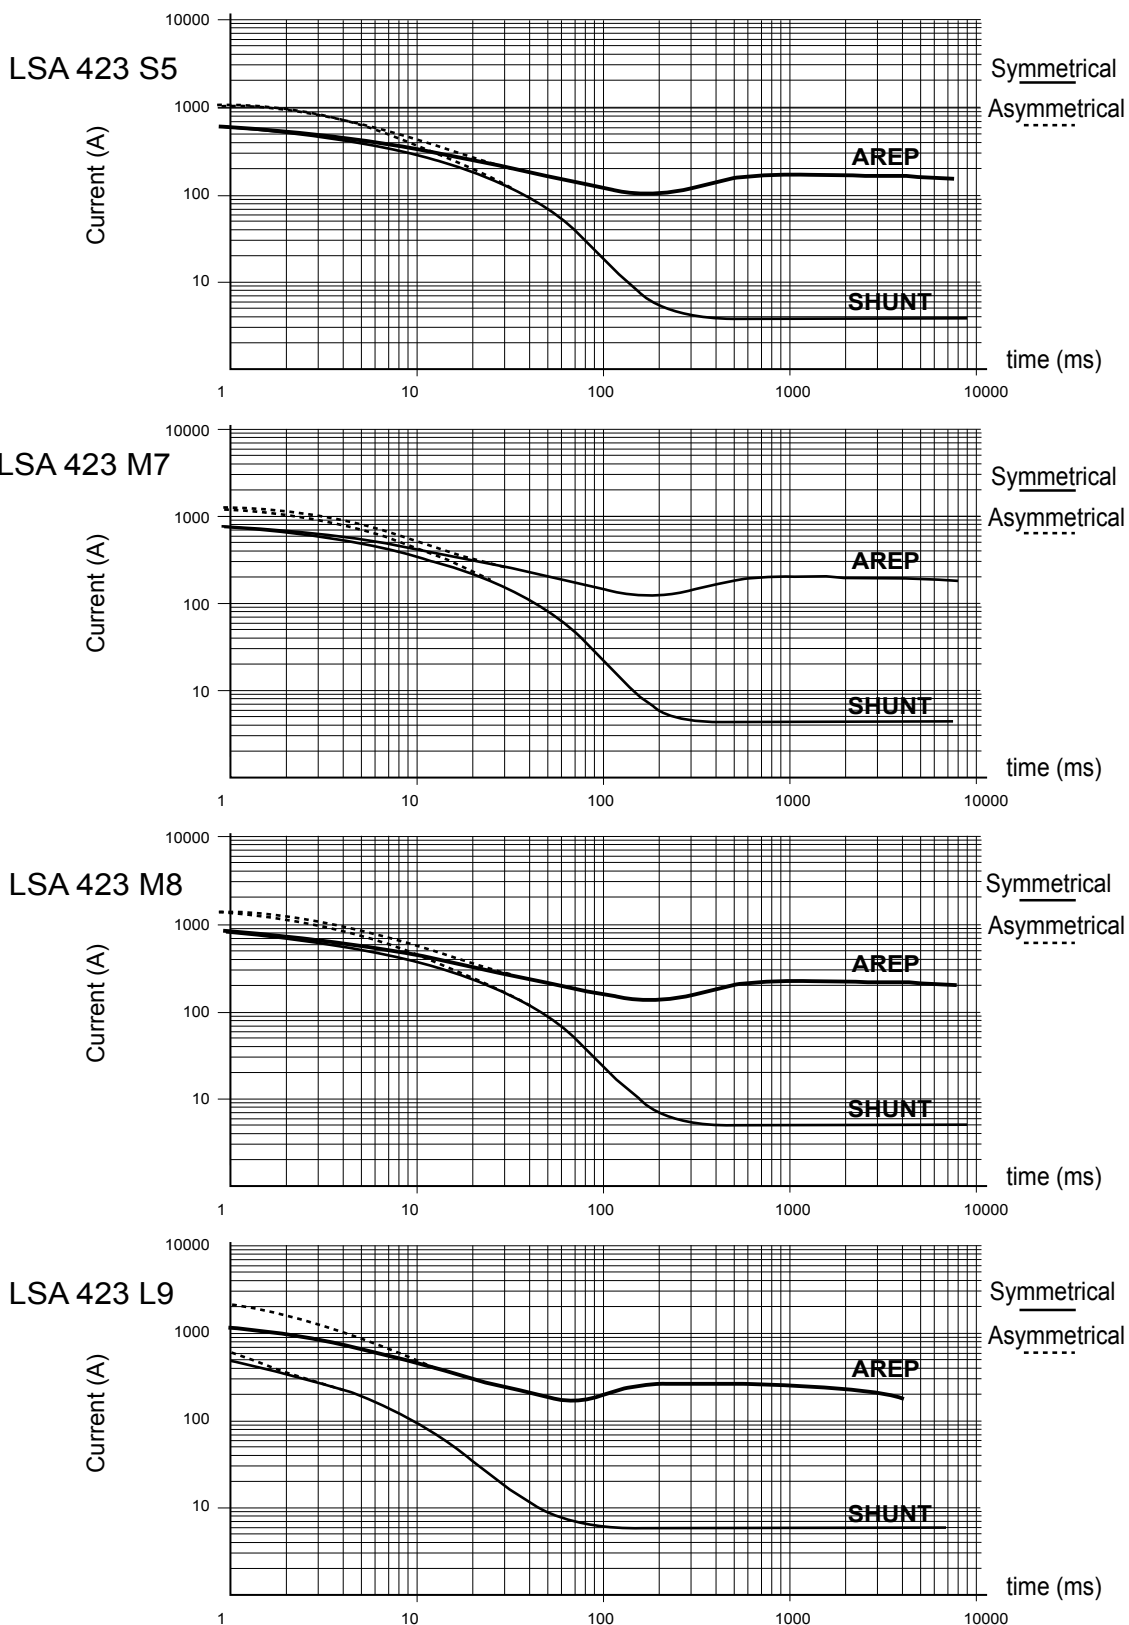 10000
LSA 423 S5
Symmetrical
1000
Asymmetrical
Current (A)
AREP
100
10
SHUNT
time (ms)
1 10 100 1000 10000
10000
LSA 423 M7
Symmetrical
1000
Asymmetrical
Current (A)
AREP
100
10
SHUNT
time (ms)
1 10 100 1000 10000
10000
LSA 423 M8
Symmetrical
1000
Asymmetrical
Current (A)
AREP
100
10
SHUNT
time (ms)
1 10 100 1000 10000
10000
LSA 423 L9
Symmetrical
1000
Asymmetrical
Current (A)
AREP
100
10
SHUNT
time (ms)
1 10 100 1000 10000